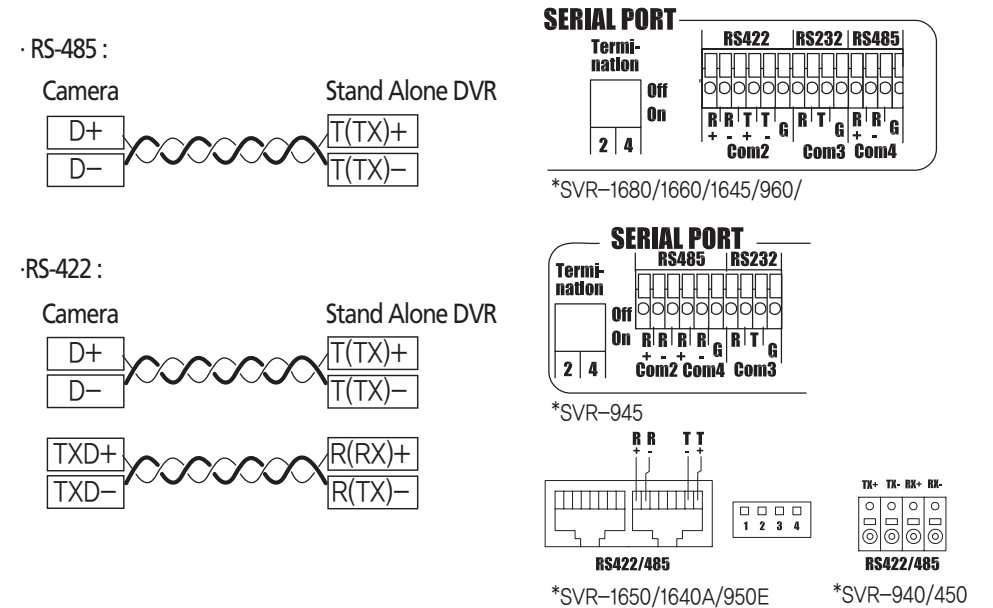 · RS-485 :
Camera
Stand Alone DVR
D+
T(TX)+
D–
T(TX)–
·RS-422 :
Camera
Stand Alone DVR
D+
T(TX)+
D–
T(TX)–
TXD+
R(RX)+
TXD–
R(TX)–
SERIAL PORT
Termi-
nation
RS422 RS232 RS485
Off
On
2 4
R R T T G R T G R R G
+ - + - + -
Com2 Com3 Com4
*SVR–1680/1660/1645/960/
SERIAL PORT
RS485 RS232
Termi-
nation
Off
On
2 4
R R R R G R T G
+ - + -
Com2 Com4 Com3
*SVR–945
R R T T
+ - - +
1 2 3 4
RS422/485
*SVR–1650/1640A/950E
TX+ TX- RX+ RX-
RS422/485
*SVR–940/450